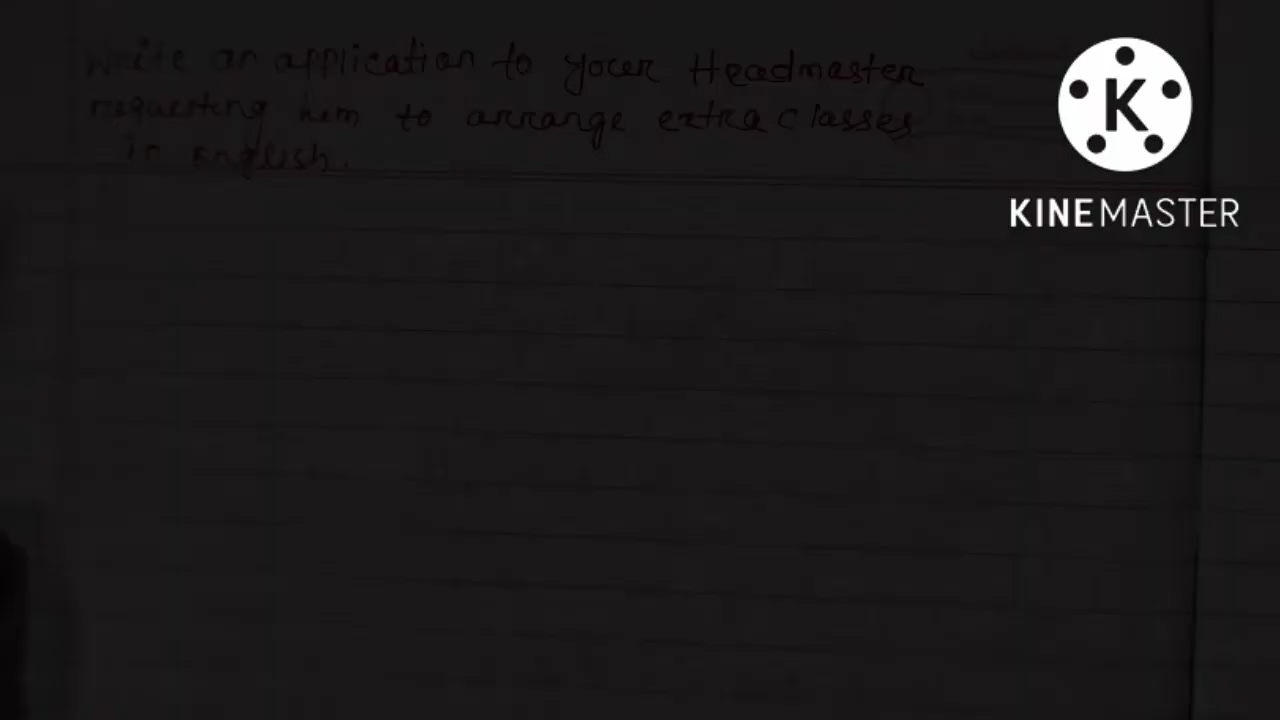 Write an application to your Headmaster
requesting him to arrange extra classes
in English.
KINEMASTER